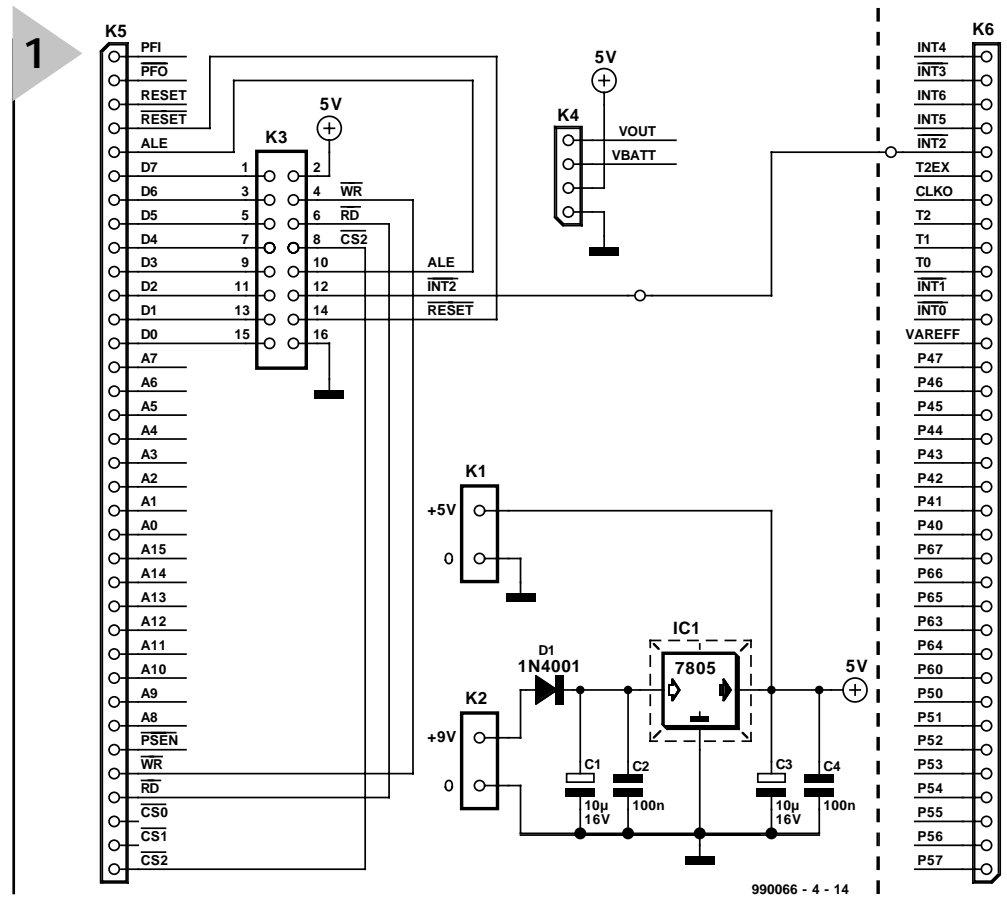 1
K5
PFI
PFO
RESET
RESET
ALE
D7
D6
D5
D4
D3
D2
D1
D0
A7
A6
A5
A4
A3
A2
A1
A0
A15
A14
A13
A12
A11
A10
A9
A8
PSEN
WR
RD
CS0
CS1
CS2
K3
5V
1 2
3 4 WR
5 6 RD
7 8 CS2
9 10 ALE
11 12 INT2
13 14 RESET
15 16
5V
K4
VOUT
VBATT
K1
+5V
0
K2
+9V
0
D1
1N4001
IC1
7805
5V
C1
10µ
16V
C2
100n
C3
10µ
16V
C4
100n
990066 - 4 - 14
K6
INT4
INT3
INT6
INT5
INT2
T2EX
CLKO
T2
T1
T0
INT1
INT0
VAREFF
P47
P46
P45
P44
P43
P42
P41
P40
P67
P66
P65
P63
P64
P60
P50
P51
P52
P53
P54
P55
P56
P57